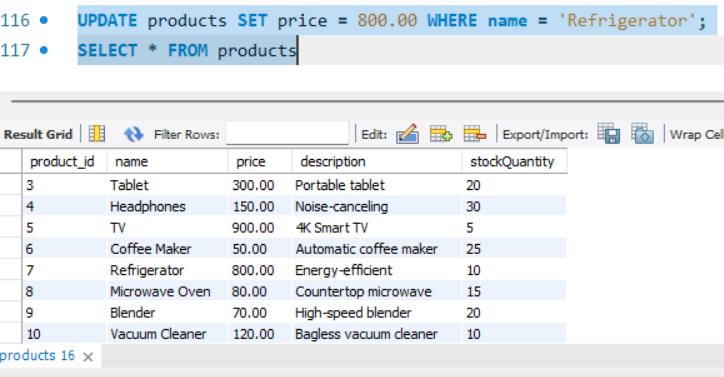 116 UPDATE products SET price = 800.00 WHERE name = 'Refrigerator';
117 SELECT * FROM products
Result Grid Filter Rows: Edit: Export/Import: Wrap Cel
product_id name price description stockQuantity
3 Tablet 300.00 Portable tablet 20
4 Headphones 150.00 Noise-canceling 30
5 TV 900.00 4K Smart TV 5
6 Coffee Maker 50.00 Automatic coffee maker 25
7 Refrigerator 800.00 Energy-efficient 10
8 Microwave Oven 80.00 Countertop microwave 15
9 Blender 70.00 High-speed blender 20
10 Vacuum Cleaner 120.00 Bagless vacuum cleaner 10
products 16